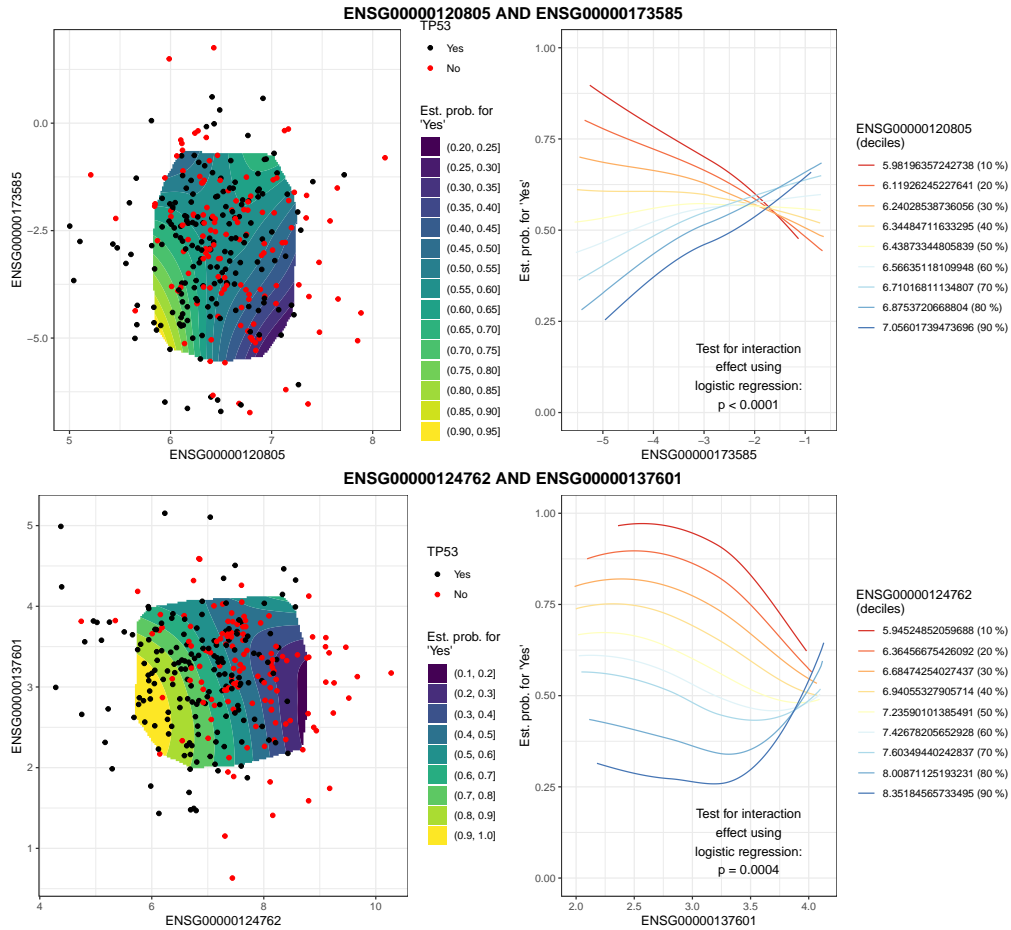 ENSG00000120805 AND ENSG00000173585
TP53
Yes
No
Est. prob. for
'Yes'
(0.20, 0.25]
(0.25, 0.30]
(0.30, 0.35]
(0.35, 0.40]
(0.40, 0.45]
(0.45, 0.50]
(0.50, 0.55]
(0.55, 0.60]
(0.60, 0.65]
(0.65, 0.70]
(0.70, 0.75]
(0.75, 0.80]
(0.80, 0.85]
(0.85, 0.90]
(0.90, 0.95]
ENSG00000173585
0.0
−2.5
−5.0
5
6
7
8
ENSG00000120805
Est. prob. for 'Yes'
1.00
0.75
0.50
0.25
0.00
Test for interaction
effect using
logistic regression:
p < 0.0001
−5
−4
−3
−2
−1
ENSG00000173585
ENSG00000120805
(deciles)
5.98196357242738 (10 %)
6.11926245227641 (20 %)
6.24028538736056 (30 %)
6.34484711633295 (40 %)
6.43873344805839 (50 %)
6.56635118109948 (60 %)
6.71016811134807 (70 %)
6.8753720668804 (80 %)
7.05601739473696 (90 %)
ENSG00000124762 AND ENSG00000137601
ENSG00000137601
5
4
3
2
1
4
6
8
10
ENSG00000124762
TP53
Yes
No
Est. prob. for
'Yes'
(0.1, 0.2]
(0.2, 0.3]
(0.3, 0.4]
(0.4, 0.5]
(0.5, 0.6]
(0.6, 0.7]
(0.7, 0.8]
(0.8, 0.9]
(0.9, 1.0]
Est. prob. for 'Yes'
1.00
0.75
0.50
0.25
0.00
Test for interaction
effect using
logistic regression:
p = 0.0004
2.0
2.5
3.0
3.5
4.0
ENSG00000137601
ENSG00000124762
(deciles)
5.94524852059688 (10 %)
6.36456675426092 (20 %)
6.68474254027437 (30 %)
6.94055327905714 (40 %)
7.23590101385491 (50 %)
7.42678205652928 (60 %)
7.60349440242837 (70 %)
8.00871125193231 (80 %)
8.35184565733495 (90 %)